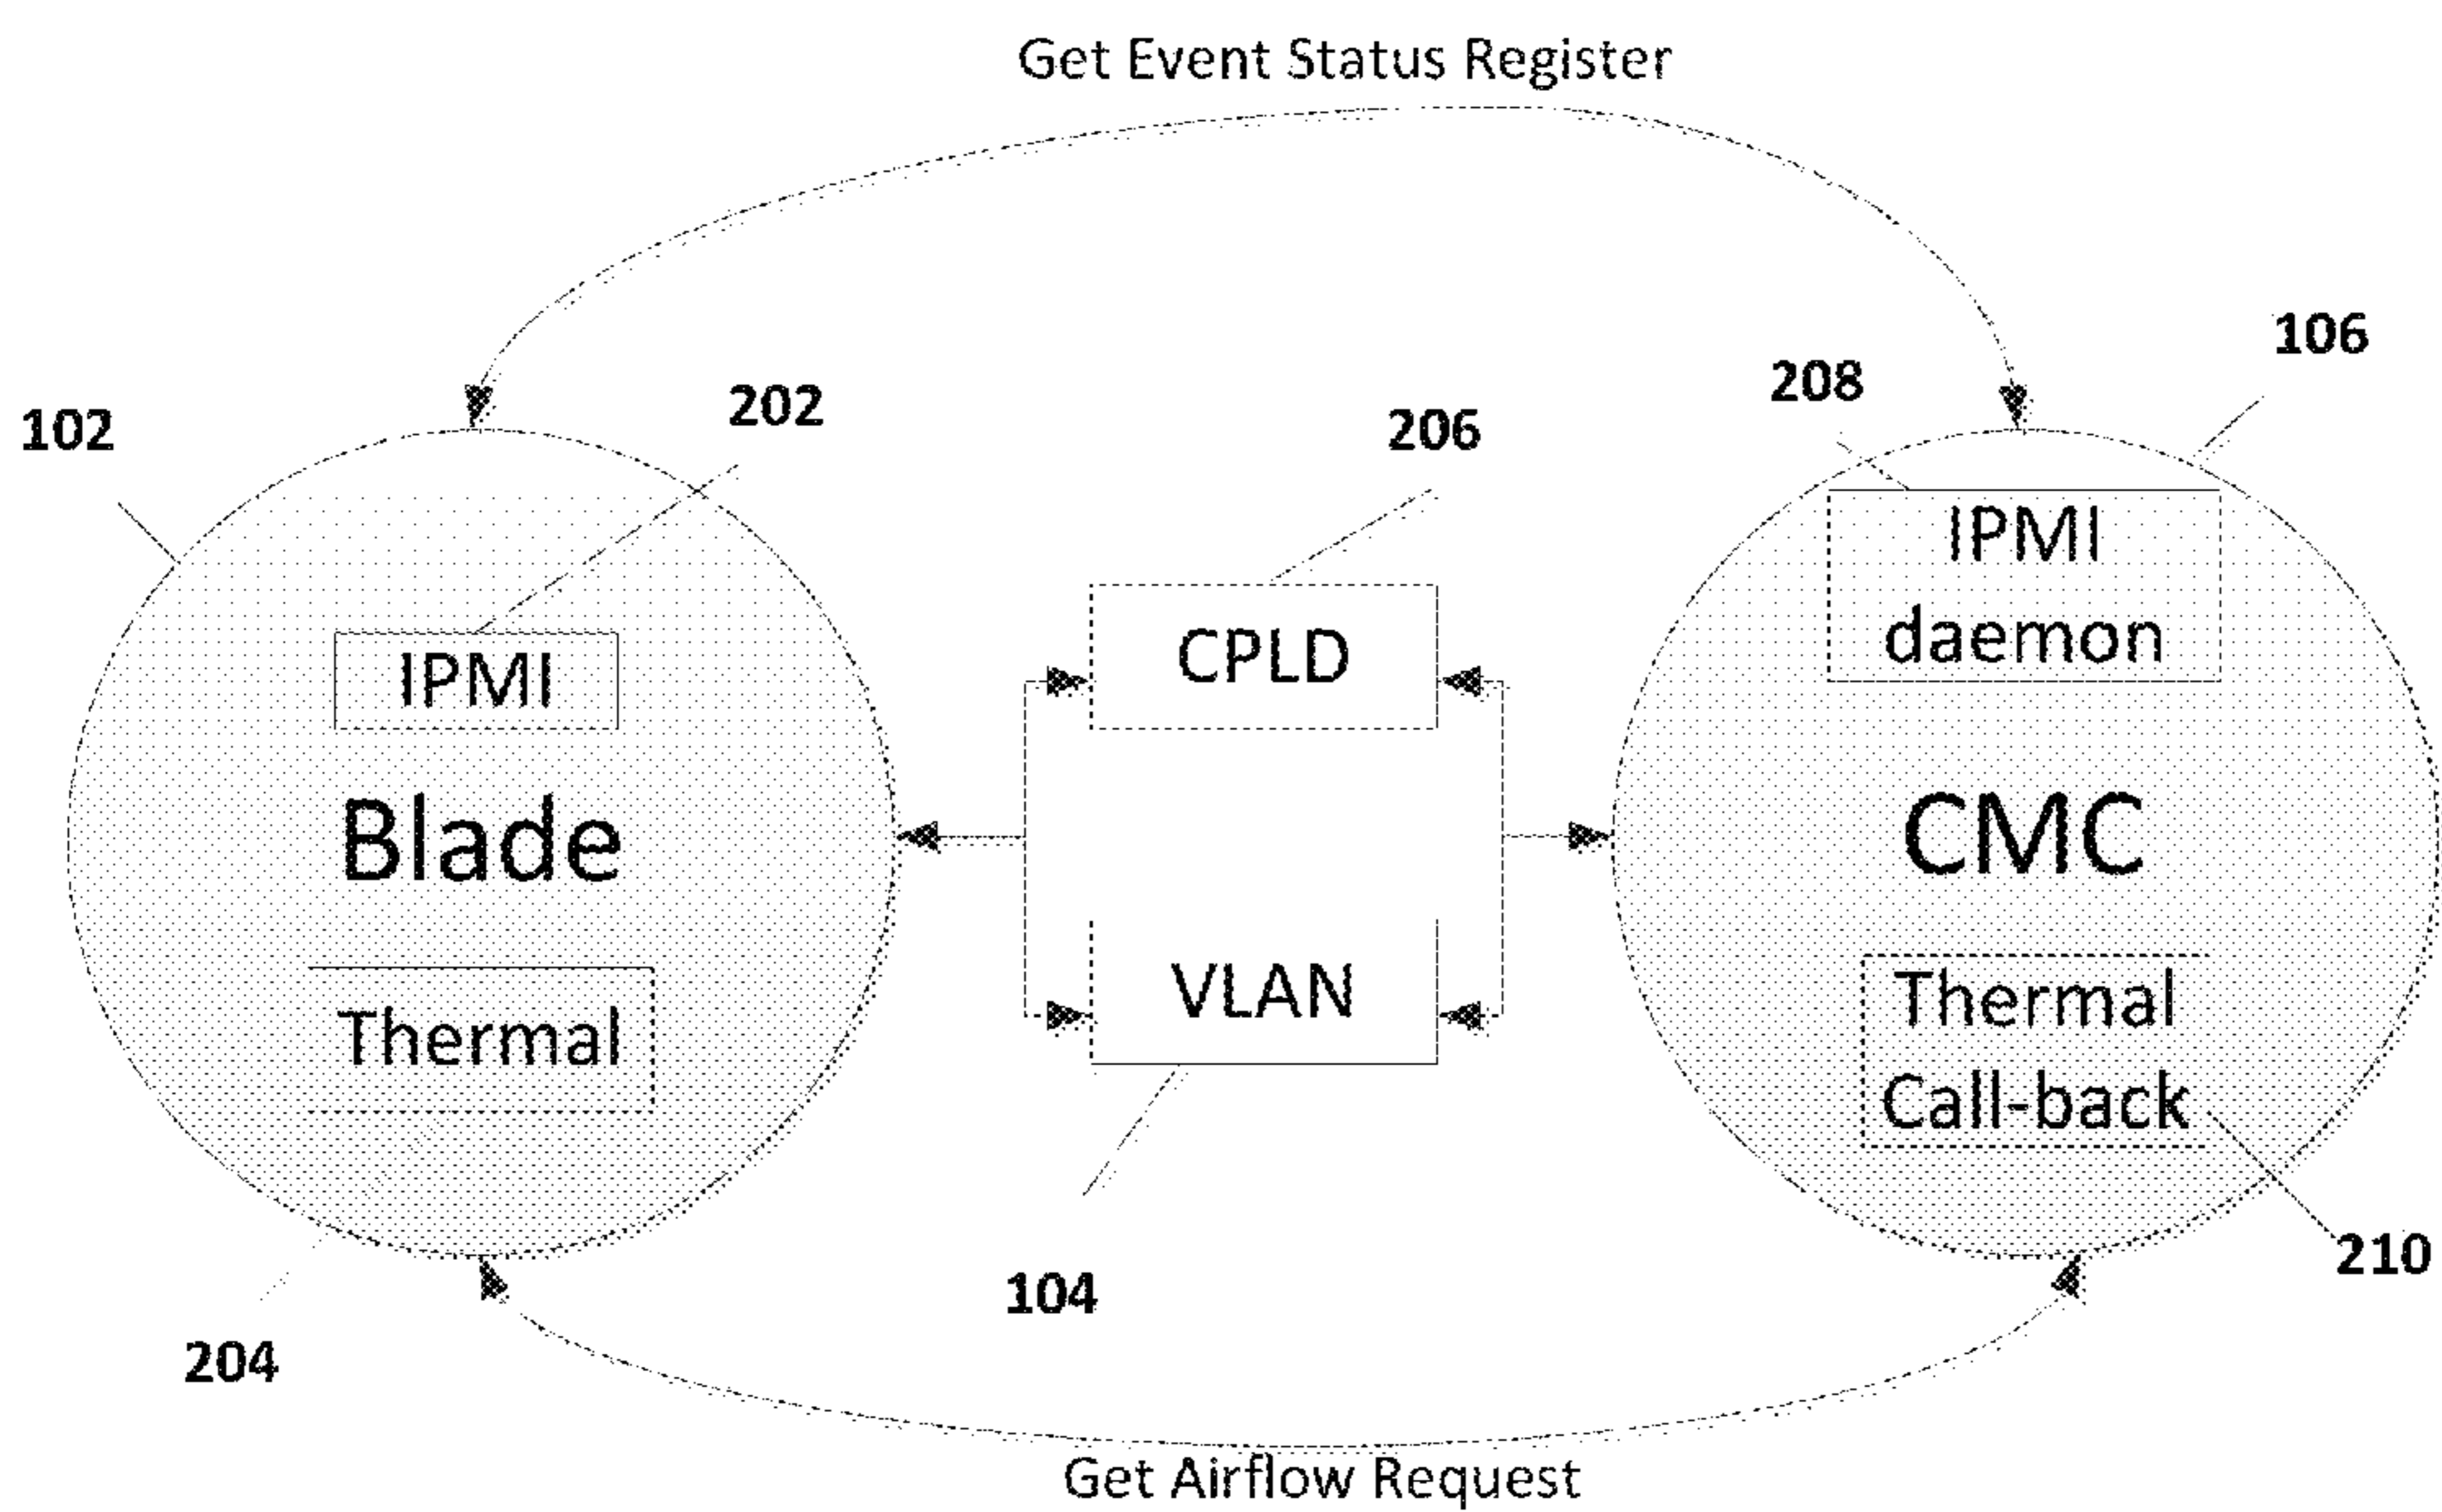 Get Event Status Register
106
208
202
102
206
IPMI
daemon
CPLD
IPMI
Blade
CMC
VLAN
Thermal
Thermal
Call-back
210
104
204
Get Airflow Request